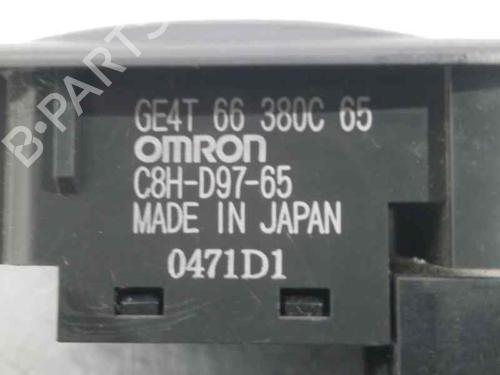 GE4T 66 380C 65
OMRON
C8H-D97-65
MADE IN JAPAN
0471D1
B-PARTS